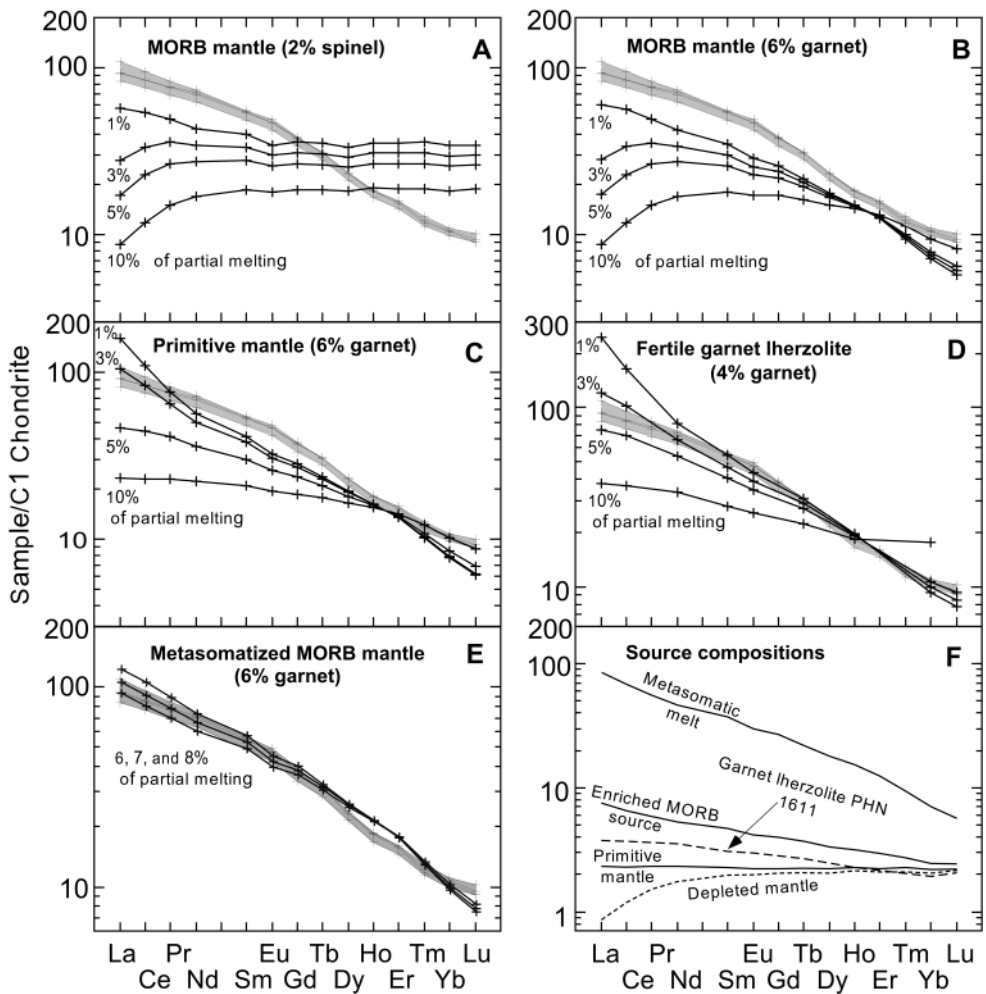 Sample/C1 Chondrite
200
100
10
MORB mantle (2% spinel)
A
1%
3%
5%
10% of partial melting
200
100
10
MORB mantle (6% garnet)
B
1%
3%
5%
10% of partial melting
200
100
10
Primitive mantle (6% garnet)
C
1%
3%
5%
10%
of partial melting
300
100
10
Fertile garnet lherzolite
(4% garnet)
D
1%
3%
5%
10%
of partial melting
200
100
10
Metasomatized MORB mantle
(6% garnet)
E
6, 7, and 8%
of partial melting
La Ce Pr Nd Sm Eu Gd Tb Dy Ho Er Tm Yb Lu
200
100
10
1
Source compositions
F
Metasomatic
melt
Garnet lherzolite PHN
1611
Enriched MORB
source
Primitive
mantle
Depleted mantle
La Ce Pr Nd Sm Eu Gd Tb Dy Ho Er Tm Yb Lu